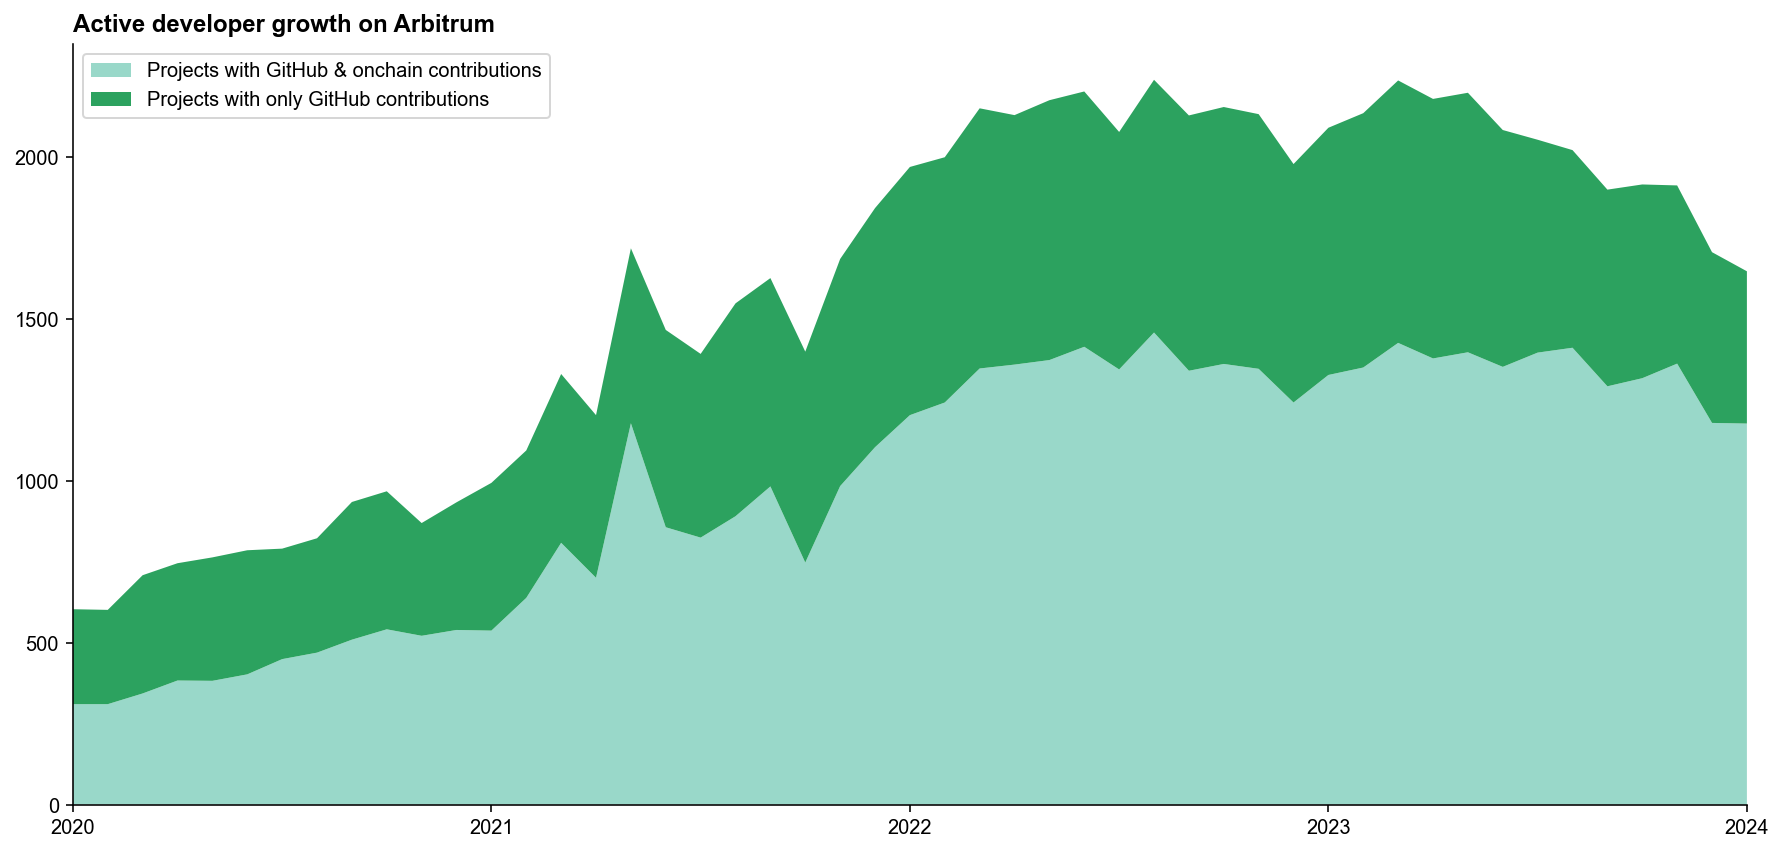 Active developer growth on Arbitrum
Projects with GitHub & onchain contributions
Projects with only GitHub contributions
2000
1500
1000
500
0
2020 2021 2022 2023 2024